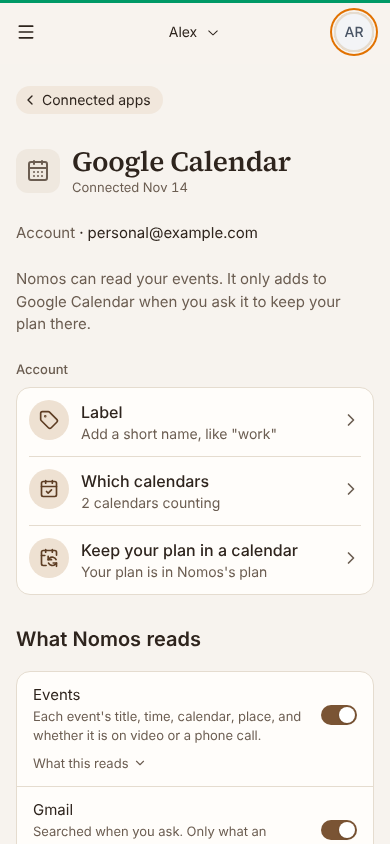 Alex
AR
Connected apps
Google Calendar
Connected Nov 14
Account · personal@example.com
Nomos can read your events. It only adds to
Google Calendar when you ask it to keep your
plan there.
Account
Label
Add a short name, like "work"
Which calendars
2 calendars counting
Keep your plan in a calendar
Your plan is in Nomos's plan
What Nomos reads
Events
Each event's title, time, calendar, place, and
whether it is on video or a phone call.
What this reads
Gmail
Searched when you ask. Only what an